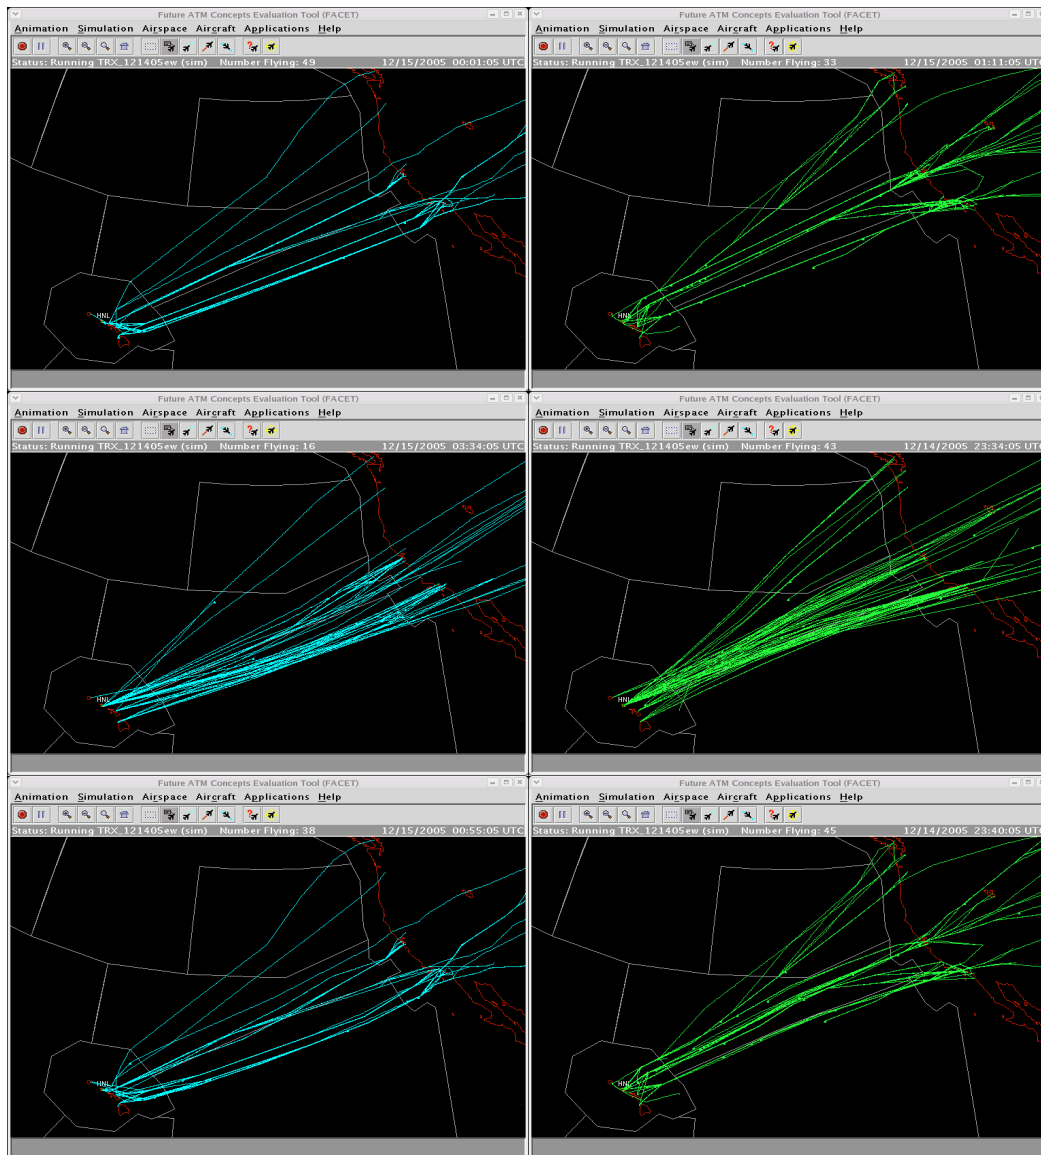 Future ATM Concepts Evaluation Tool (FACET)
Animation Simulation Airspace Aircraft Applications Help
Status: Running TRX_121405ew (sim) Number Flying: 49 12/15/2005 00:01:05 UTC
HNL
Future ATM Concepts Evaluation Tool (FACET)
Animation Simulation Airspace Aircraft Applications Help
Status: Running TRX_121405ew (sim) Number Flying: 33 12/15/2005 01:11:05 UTC
HNL
Future ATM Concepts Evaluation Tool (FACET)
Animation Simulation Airspace Aircraft Applications Help
Status: Running TRX_121405ew (sim) Number Flying: 16 12/15/2005 03:34:05 UTC
HNL
Future ATM Concepts Evaluation Tool (FACET)
Animation Simulation Airspace Aircraft Applications Help
Status: Running TRX_121405ew (sim) Number Flying: 43 12/14/2005 23:34:05 UTC
HNL
Future ATM Concepts Evaluation Tool (FACET)
Animation Simulation Airspace Aircraft Applications Help
Status: Running TRX_121405ew (sim) Number Flying: 38 12/15/2005 00:55:05 UTC
HNL
Future ATM Concepts Evaluation Tool (FACET)
Animation Simulation Airspace Aircraft Applications Help
Status: Running TRX_121405ew (sim) Number Flying: 45 12/14/2005 23:40:05 UTC
HNL